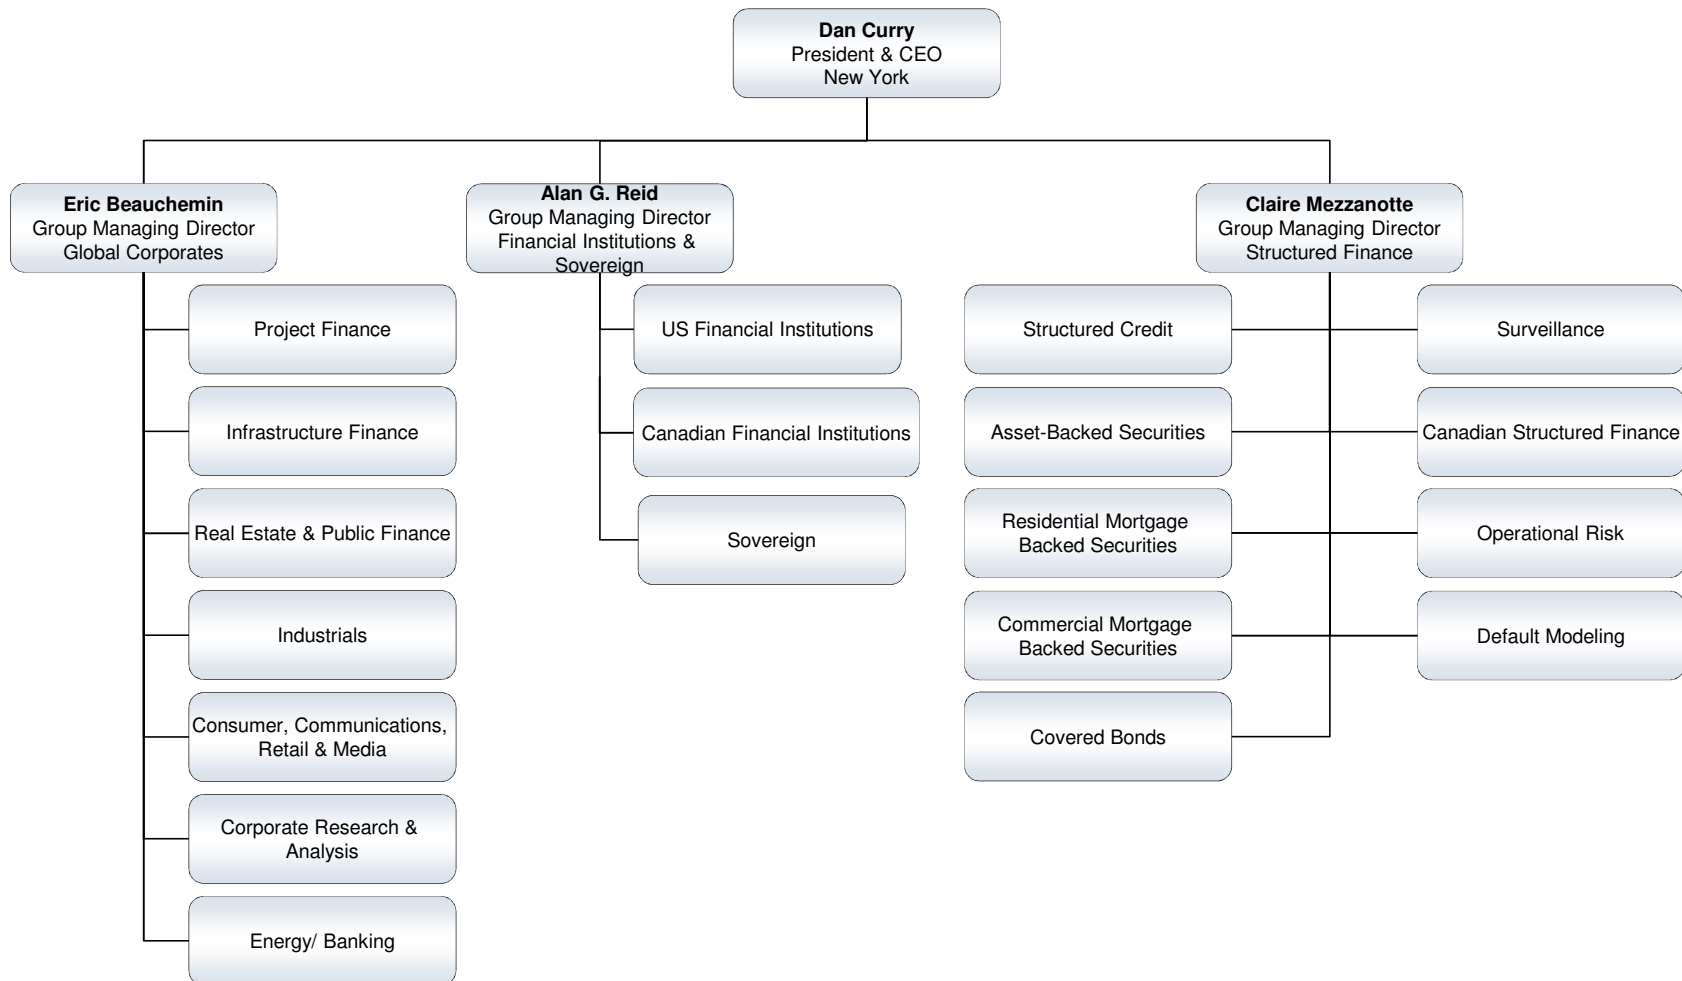 Dan Curry
President & CEO
New York
Eric Beauchemin
Group Managing Director
Global Corporates
Project Finance
Infrastructure Finance
Real Estate & Public Finance
Industrials
Consumer, Communications,
Retail & Media
Corporate Research &
Analysis
Energy/ Banking
Alan G. Reid
Group Managing Director
Financial Institutions &
Sovereign
US Financial Institutions
Canadian Financial Institutions
Sovereign
Claire Mezzanotte
Group Managing Director
Structured Finance
Structured Credit
Asset-Backed Securities
Residential Mortgage
Backed Securities
Commercial Mortgage
Backed Securities
Covered Bonds
Surveillance
Canadian Structured Finance
Operational Risk
Default Modeling